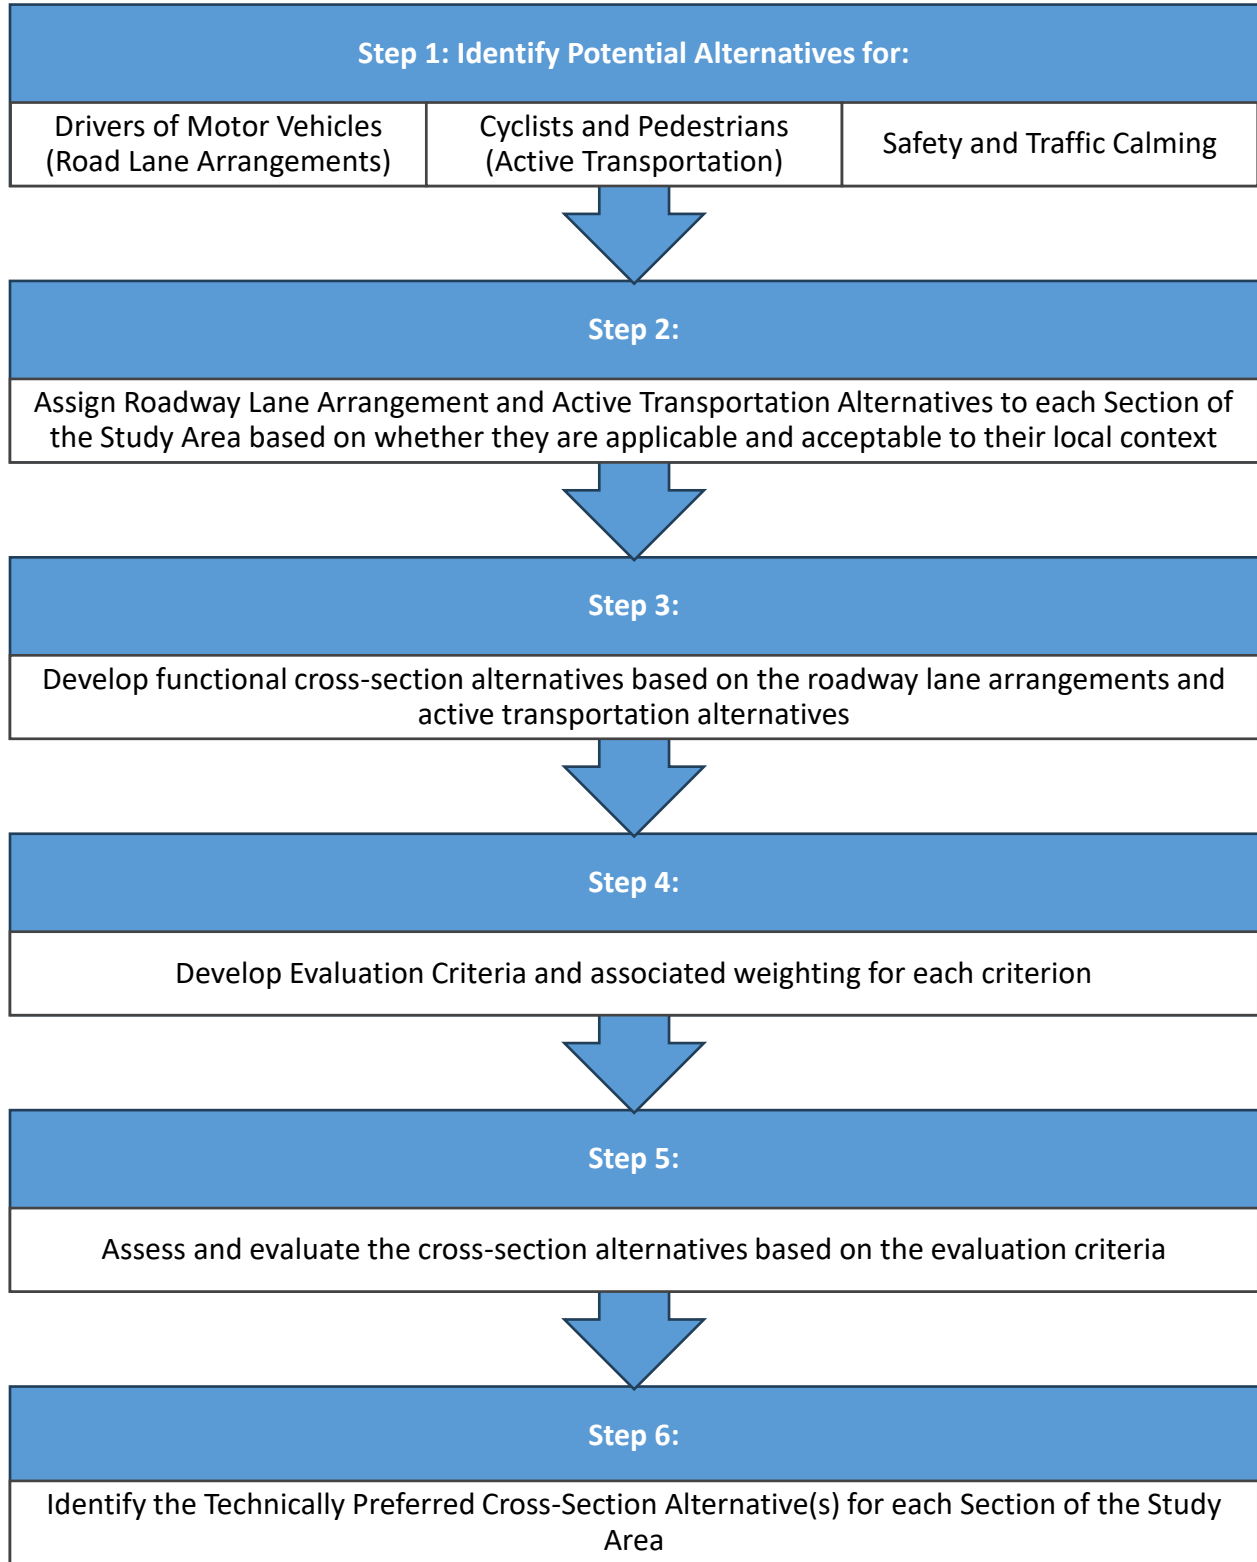 Step 1: Identify Potential Alternatives for:
Drivers of Motor Vehicles
(Road Lane Arrangements)
Cyclists and Pedestrians
(Active Transportation)
Safety and Traffic Calming
Step 2:
Assign Roadway Lane Arrangement and Active Transportation Alternatives to each Section of
the Study Area based on whether they are applicable and acceptable to their local context
Step 3:
Develop functional cross-section alternatives based on the roadway lane arrangements and
active transportation alternatives
Step 4:
Develop Evaluation Criteria and associated weighting for each criterion
Step 5:
Assess and evaluate the cross-section alternatives based on the evaluation criteria
Step 6:
Identify the Technically Preferred Cross-Section Alternative(s) for each Section of the Study
Area